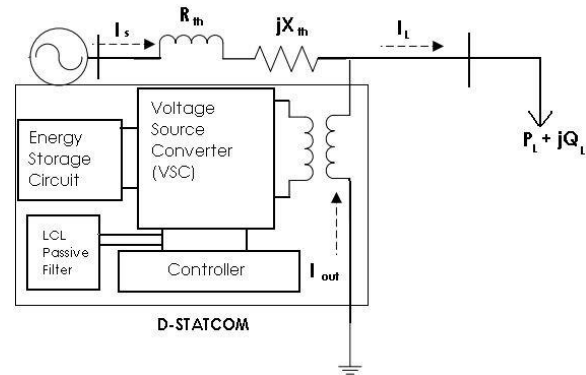 I s
R th
jX th
I L
P L + jQ L
Voltage
Source
Converter
(VSC)
Energy
Storage
Circuit
LCL
Passive
Filter
Controller
I out
D-STATCOM